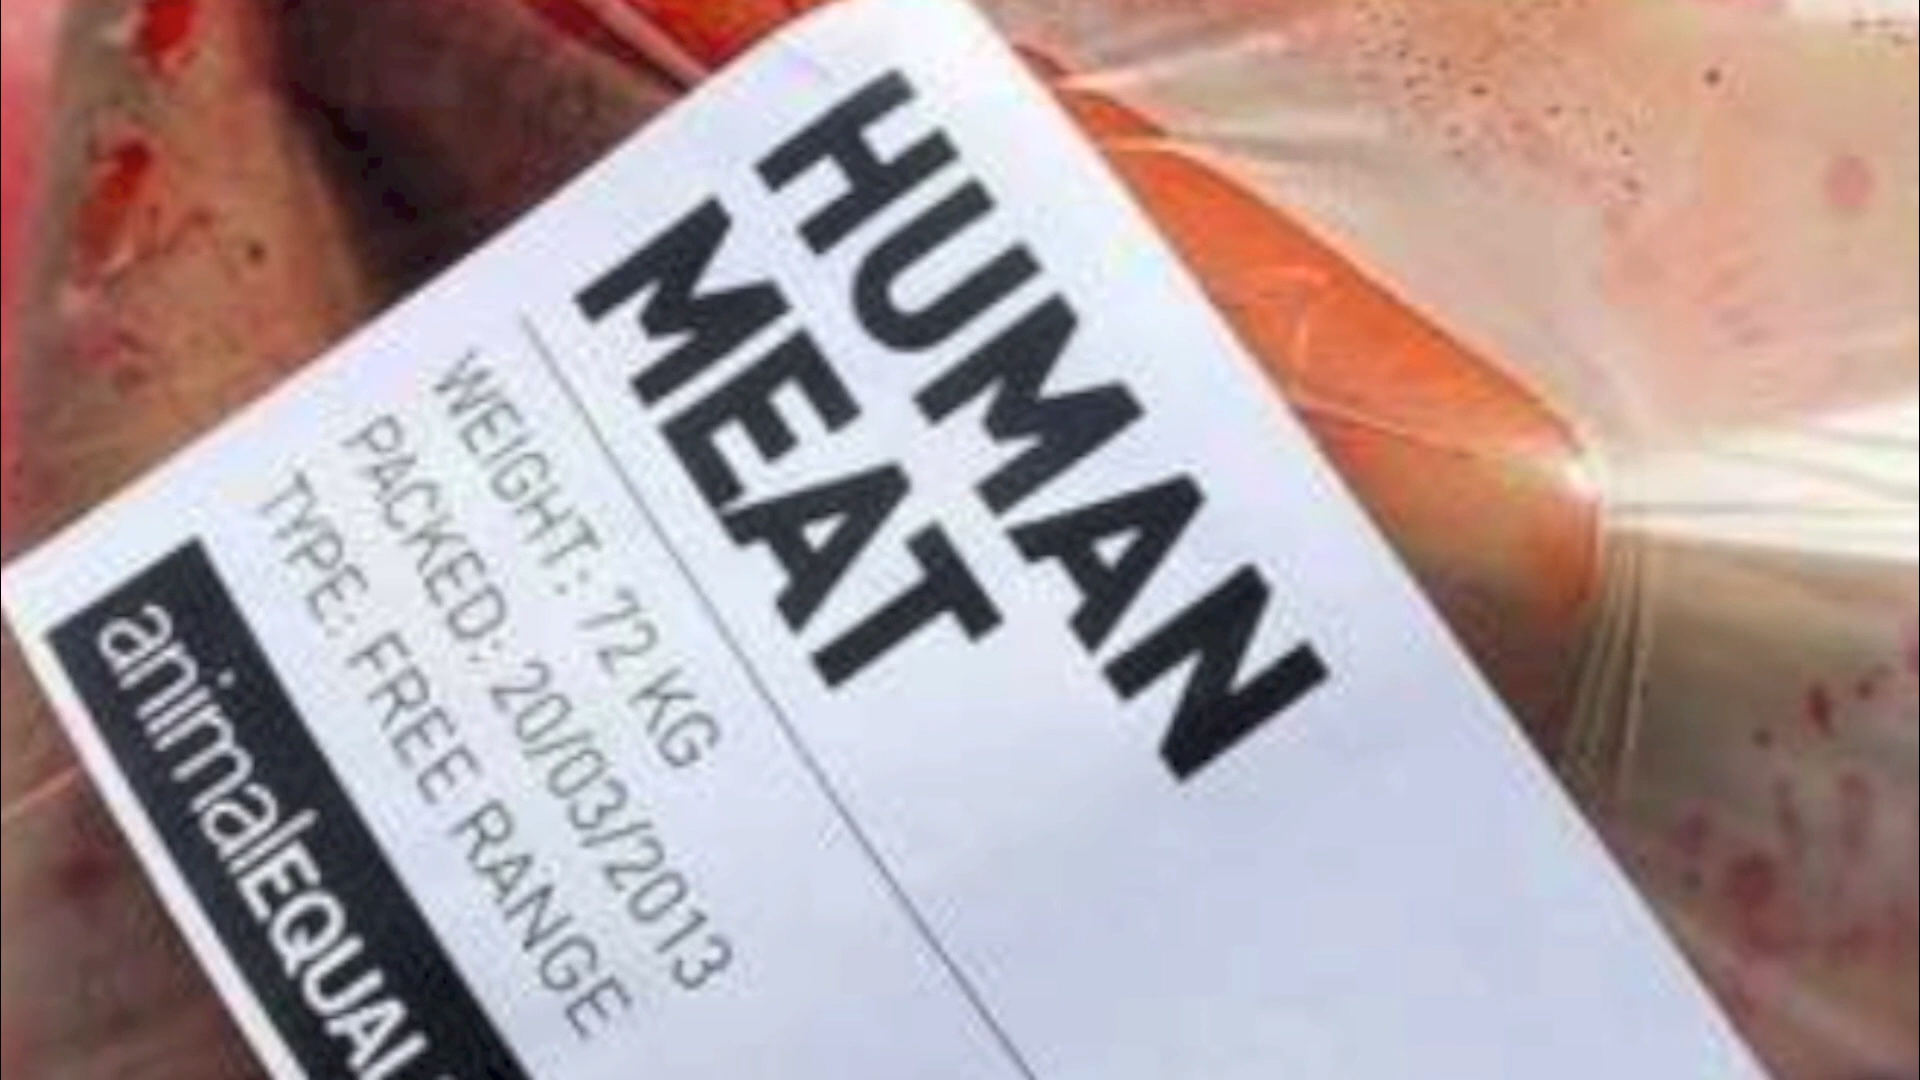 HUMAN
MEAT
WEIGHT: 72 KG
PACKED: 20/03/2013
TYPE: FREE RANGE
animalEQUAL